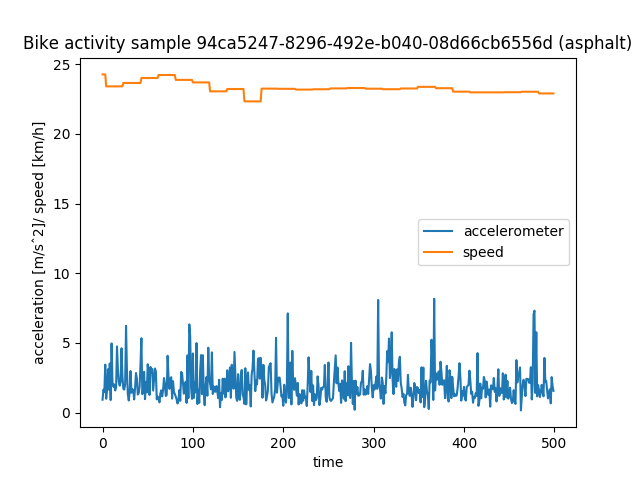 Bike activity sample 94ca5247-8296-492e-b040-08d66cb6556d (asphalt)
25
20
15
10
5
0
acceleration [m/s^2]/ speed [km/h]
accelerometer
speed
0 100 200 300 400 500
time